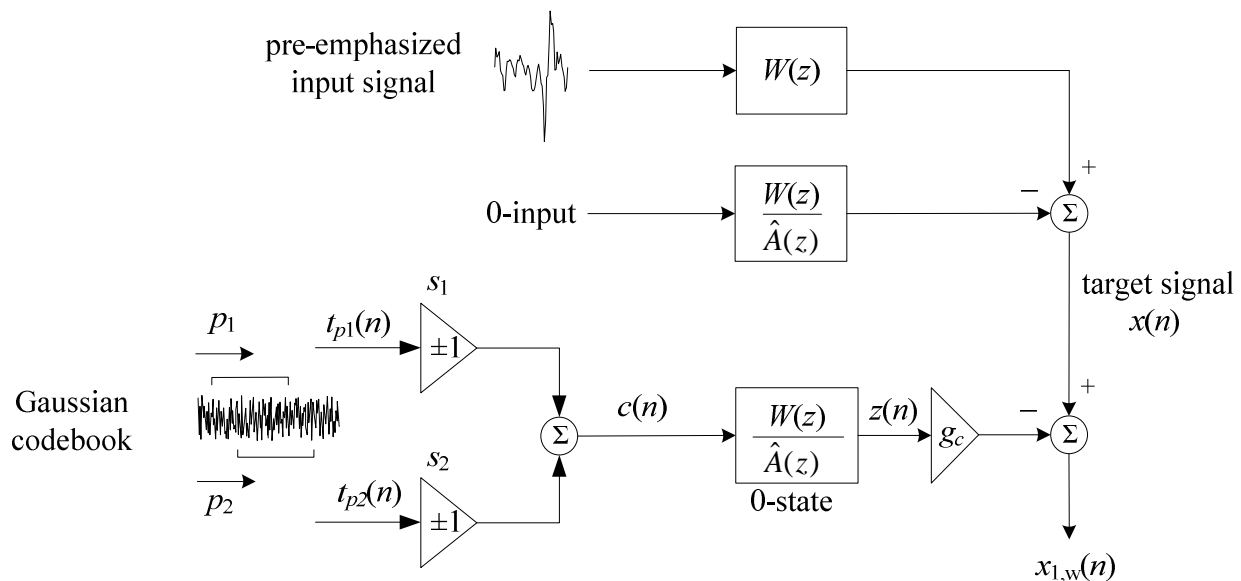 pre-emphasized
input signal
W(z)
+
0-input
W(z)
Â(z)
−
Σ
target signal
x(n)
s₁
p₁
tₚ₁(n)
±1
Gaussian
codebook
Σ
c(n)
W(z)
Â(z)
0-state
z(n)
g꜀
−
+
Σ
s₂
p₂
tₚ₂(n)
±1
x₁,w(n)